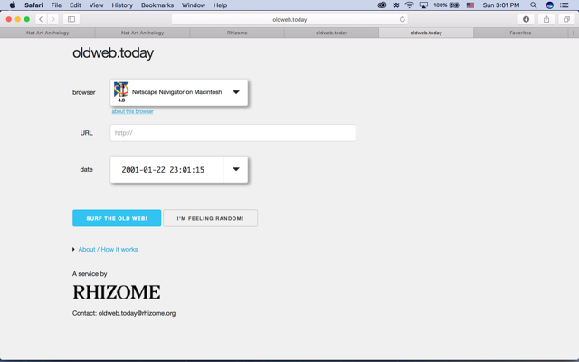 Safari File Edit View History Bookmarks Window Help 100% Sun 3:01 PM
oldweb.today
Net Art Anthology Net Art Anthology Rhizome oldweb.today oldweb.today Favorites
oldweb.today
browser Netscape Navigator on Macintosh
4.8
about this browser
URL http://
date 2001-01-22 23:01:15
SURF THE OLD WEB! I'M FEELING RANDOM!
About / How it works
A service by
RHIZOME
Contact: oldweb.today@rhizome.org